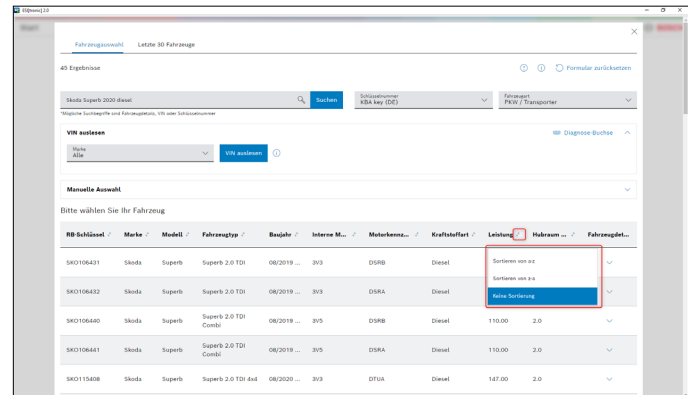 ESI[tronic] 2.0
Start
BOSCH
Fahrzeugauswahl Letzte 30 Fahrzeuge
45 Ergebnisse Formular zurücksetzen
Skoda Superb 2020 diesel Suchen Schlüsselnummer KBA key (DE) Fahrzeugart PKW / Transporter
*Mögliche Suchbegriffe sind Fahrzeugdetails, VIN oder Schlüsselnummer
VIN auslesen Diagnose-Buchse
Marke
Alle VIN auslesen
Manuelle Auswahl
Bitte wählen Sie Ihr Fahrzeug
RB-Schlüssel Marke Modell Fahrzeugtyp Baujahr Interne M... Motorkennz... Kraftstoffart Leistung Hubraum ... Fahrzeugdet...
SKO106431 Skoda Superb Superb 2.0 TDI 08/2019 ... 3V3 DSRB Diesel
Sortieren von a-z
Sortieren von z-a
Keine Sortierung
SKO106432 Skoda Superb Superb 2.0 TDI 08/2019 ... 3V3 DSRA Diesel
SKO106440 Skoda Superb Superb 2.0 TDI Combi 08/2019 ... 3V5 DSRB Diesel 110.00 2.0
SKO106441 Skoda Superb Superb 2.0 TDI Combi 08/2019 ... 3V5 DSRA Diesel 110.00 2.0
SKO115408 Skoda Superb Superb 2.0 TDI 4x4 08/2020 ... 3V3 DTUA Diesel 147.00 2.0